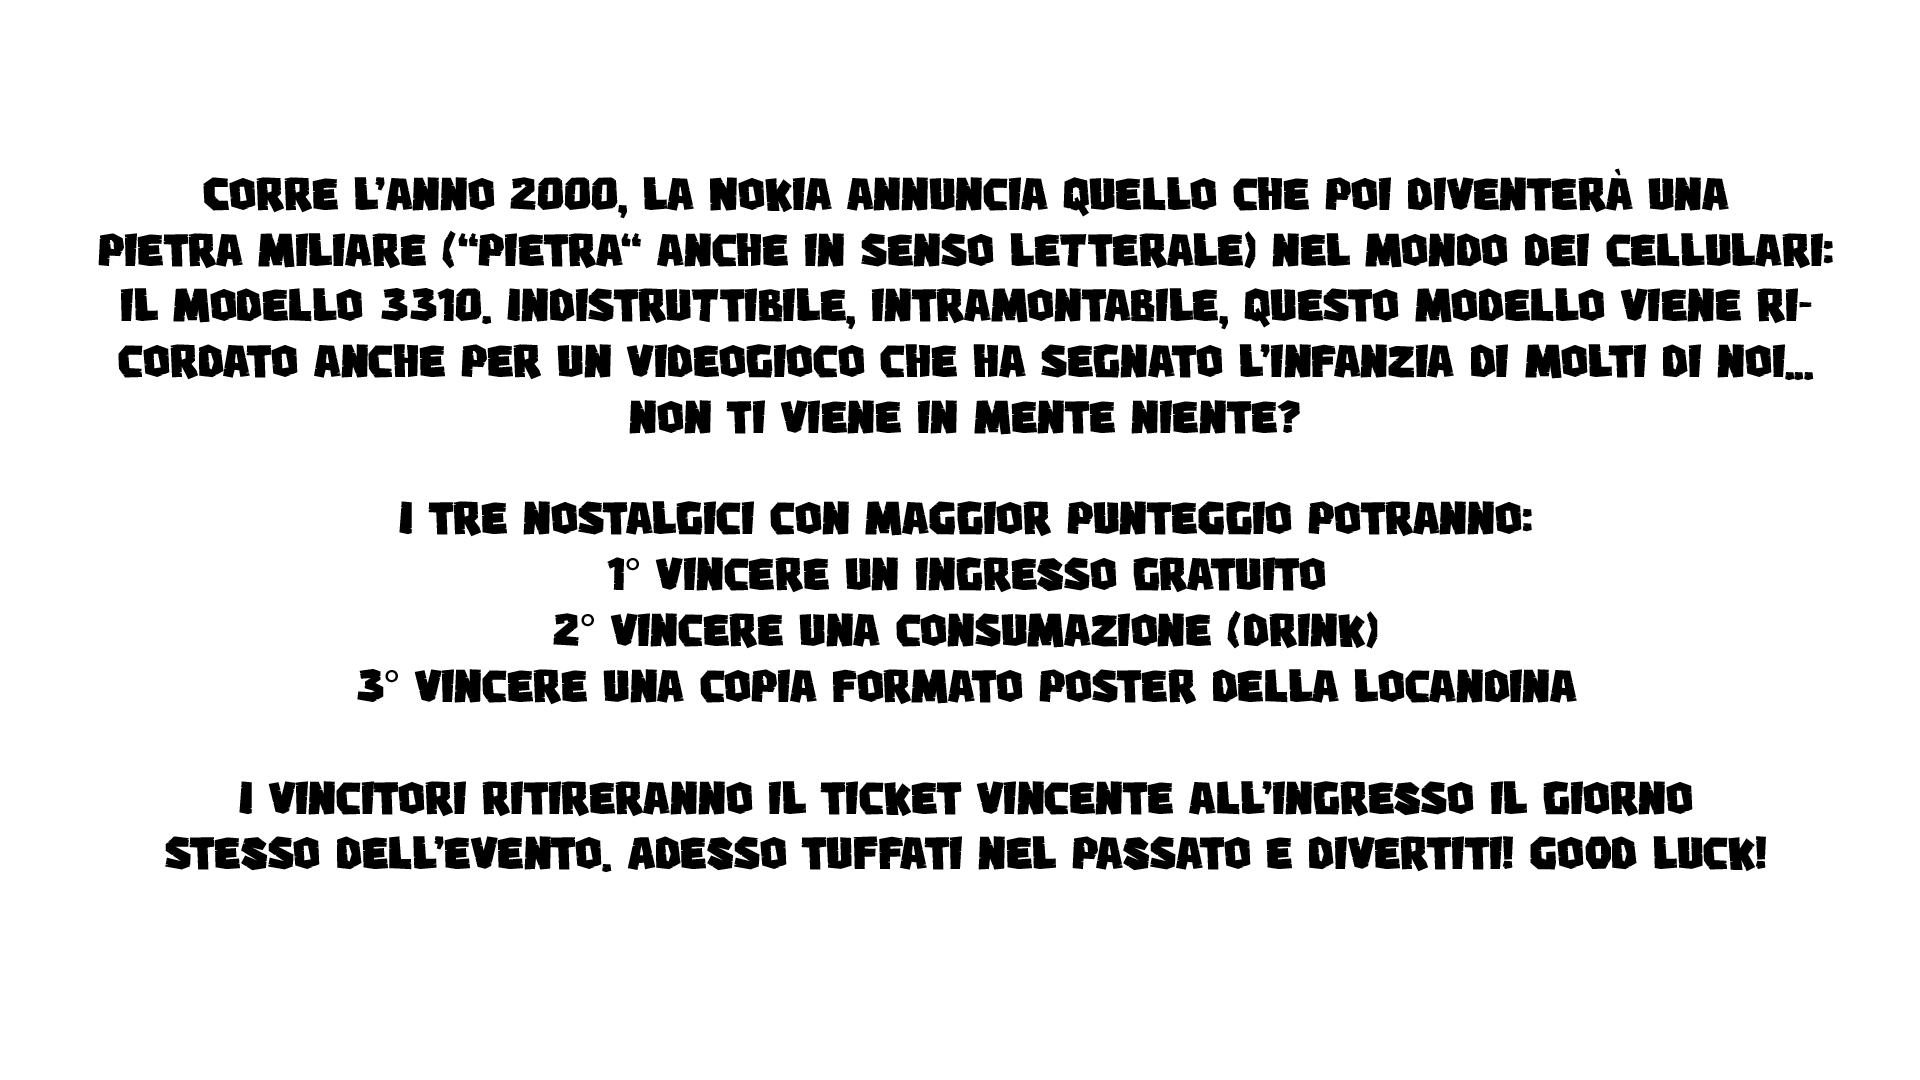 CORRE L'ANNO 2000, LA NOKIA ANNUNCIA QUELLO CHE POI DIVENTERÀ UNA
PIETRA MILIARE (“PIETRA“ ANCHE IN SENSO LETTERALE) NEL MONDO DEI CELLULARI:
IL MODELLO 3310. INDISTRUTTIBILE, INTRAMONTABILE, QUESTO MODELLO VIENE RI-
CORDATO ANCHE PER UN VIDEOGIOCO CHE HA SEGNATO L'INFANZIA DI MOLTI DI NOI...
NON TI VIENE IN MENTE NIENTE?
I TRE NOSTALGICI CON MAGGIOR PUNTEGGIO POTRANNO:
1° VINCERE UN INGRESSO GRATUITO
2° VINCERE UNA CONSUMAZIONE (DRINK)
3° VINCERE UNA COPIA FORMATO POSTER DELLA LOCANDINA
I VINCITORI RITIRERANNO IL TICKET VINCENTE ALL'INGRESSO IL GIORNO
STESSO DELL'EVENTO. ADESSO TUFFATI NEL PASSATO E DIVERTITI! GOOD LUCK!